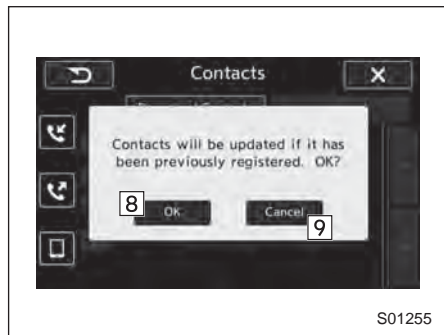 Contacts
X
Contacts will be updated if it has
been previously registered. OK?
8
OK
Cancel
9
S01255